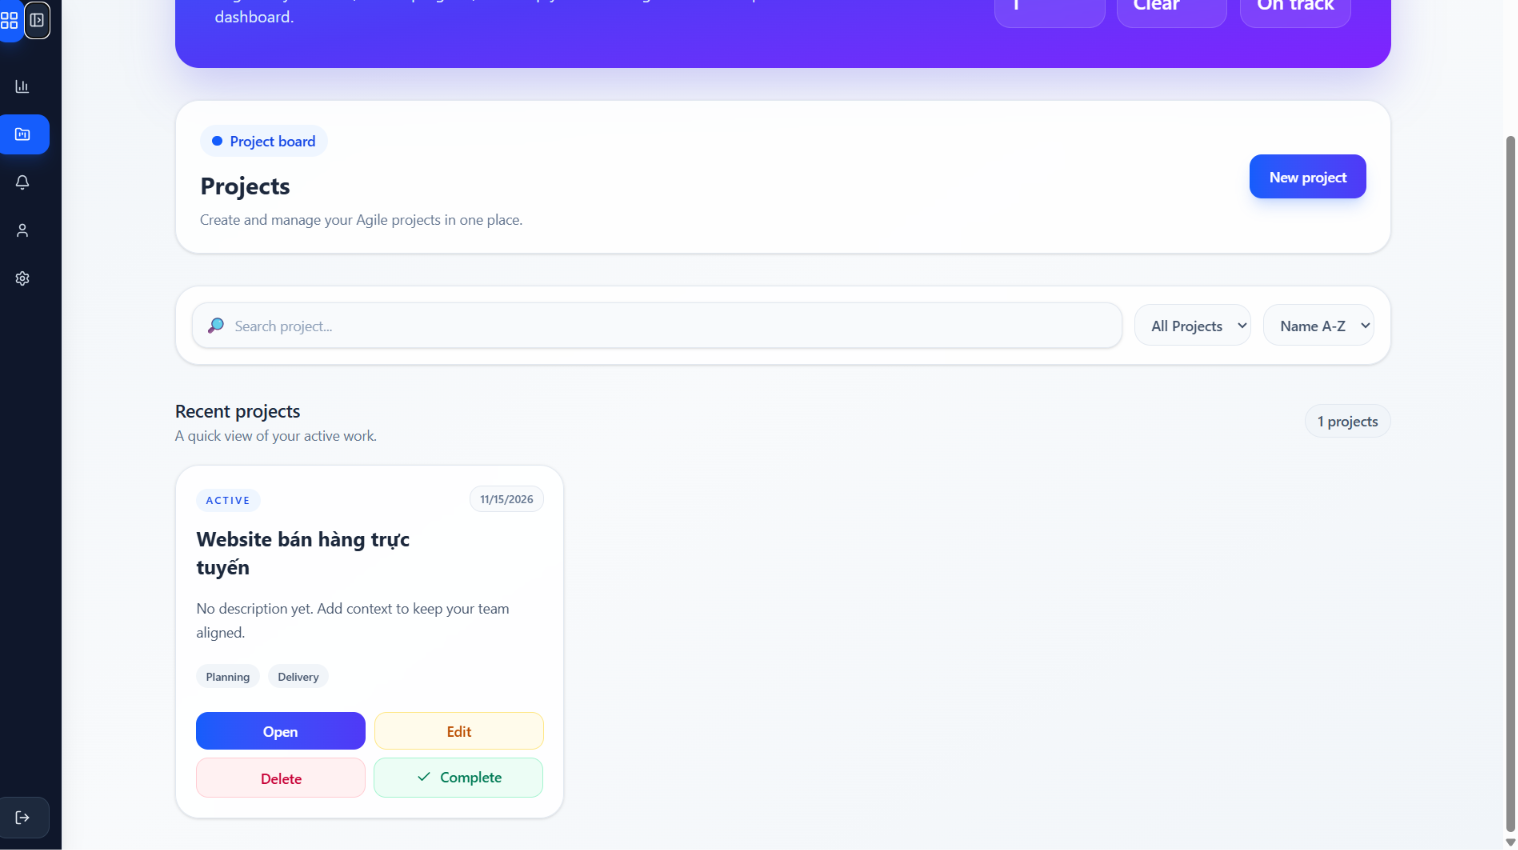 dashboard.
1
Clear
On track
Project board
Projects
Create and manage your Agile projects in one place.
New project
Search project...
All Projects
Name A-Z
Recent projects
A quick view of your active work.
1 projects
ACTIVE
11/15/2026
Website bán hàng trực
tuyến
No description yet. Add context to keep your team
aligned.
Planning
Delivery
Open
Edit
Delete
Complete